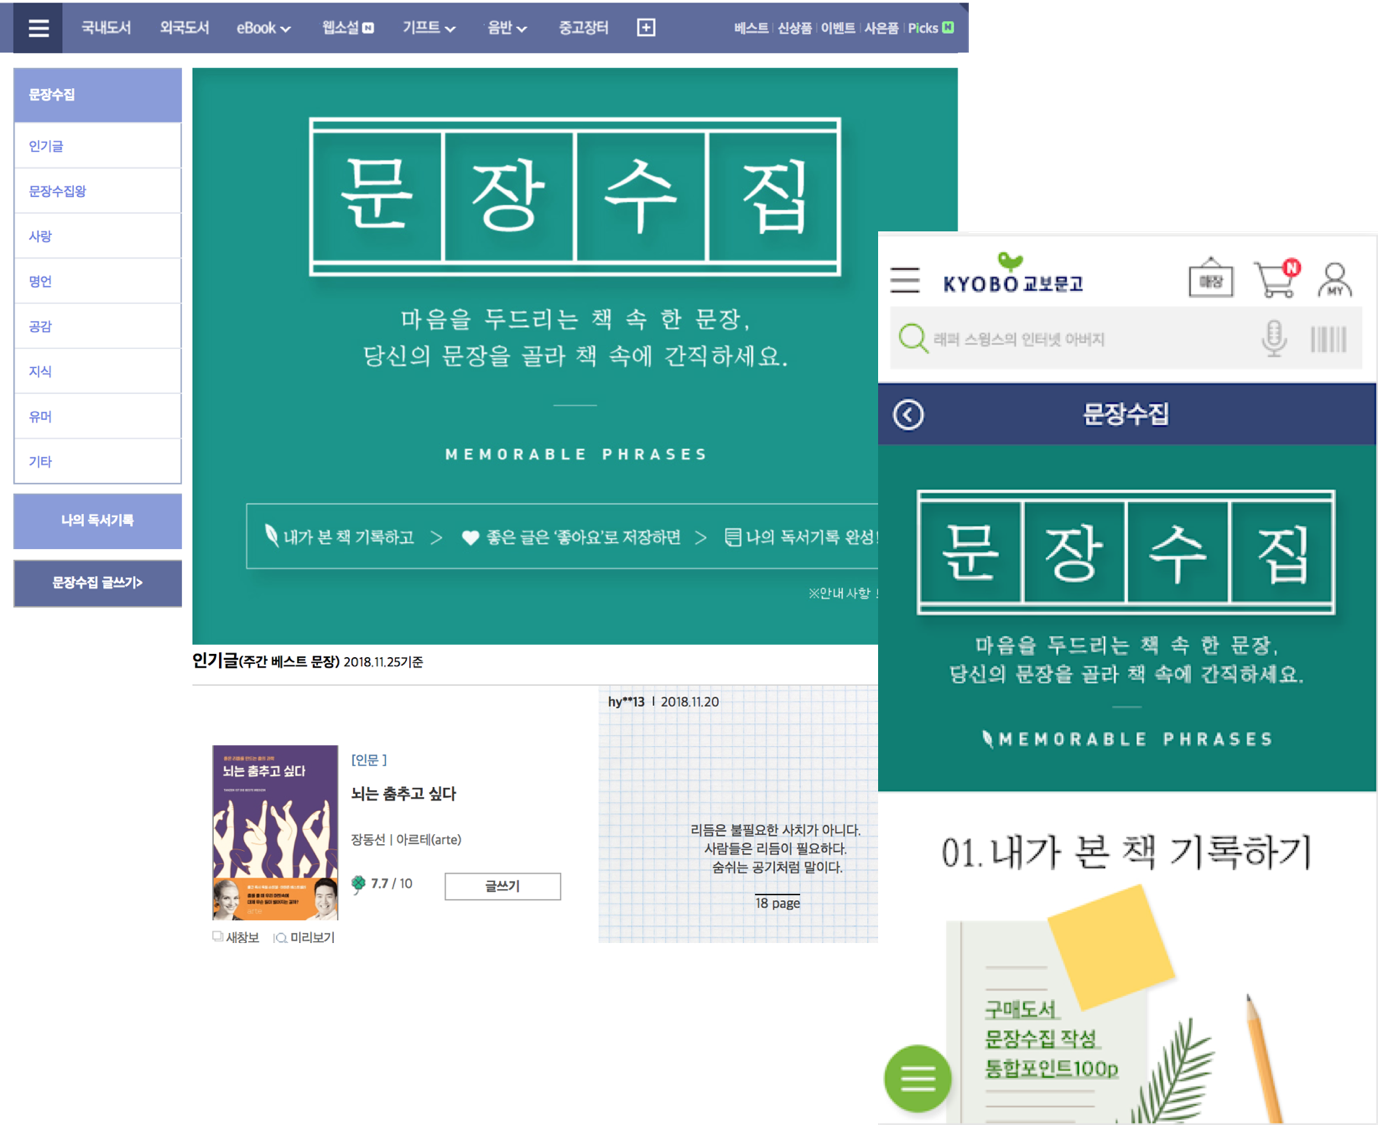 국내도서 외국도서 eBook 웹소설 N 기프트 음반 중고장터
베스트 | 신상품 | 이벤트 | 사은품 | Picks N
문장수집
인기글
문장수집왕
사랑
명언
공감
지식
유머
기타
나의 독서기록
문장수집 글쓰기>
문장수집
마음을 두드리는 책 속 한 문장,
당신의 문장을 골라 책 속에 간직하세요.
MEMORABLE PHRASES
내가 본 책 기록하고 > 좋은 글은 '좋아요'로 저장하면 > 나의 독서기록 완성!
※안내사항
인기글(주간 베스트 문장) 2018.11.25기준
뇌는 춤추고 싶다
[인문 ]
뇌는 춤추고 싶다
장동선 | 아르테(arte)
7.7 / 10
글쓰기
새창보 미리보기
hy**13 | 2018.11.20
리듬은 불필요한 사치가 아니다.
사람들은 리듬이 필요하다.
숨쉬는 공기처럼 말이다.
18 page
KYOBO 교보문고
매장
N
MY
래퍼 스윙스의 인터넷 아버지
문장수집
문장수집
마음을 두드리는 책 속 한 문장,
당신의 문장을 골라 책 속에 간직하세요.
MEMORABLE PHRASES
01. 내가 본 책 기록하기
구매도서
문장수집 작성
통합포인트100p